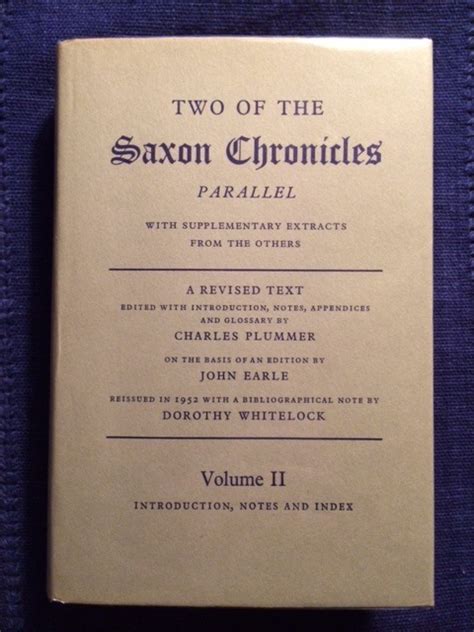 TWO OF THE
Saxon Chronicles
PARALLEL
WITH SUPPLEMENTARY EXTRACTS
FROM THE OTHERS
A REVISED TEXT
EDITED WITH INTRODUCTION, NOTES, APPENDICES
AND GLOSSARY BY
CHARLES PLUMMER
ON THE BASIS OF AN EDITION BY
JOHN EARLE
REISSUED IN 1952 WITH A BIBLIOGRAPHICAL NOTE BY
DOROTHY WHITELOCK
Volume II
INTRODUCTION, NOTES AND INDEX